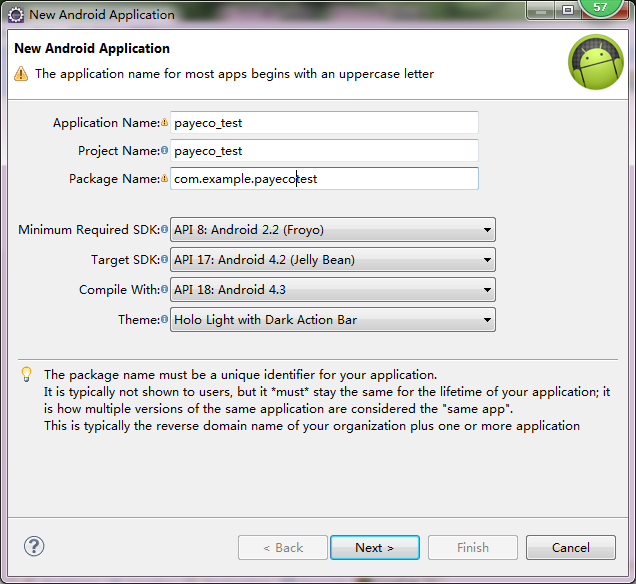 New Android Application
57
New Android Application
The application name for most apps begins with an uppercase letter
Application Name: payeco_test
Project Name: payeco_test
Package Name: com.example.payecotest
Minimum Required SDK: API 8: Android 2.2 (Froyo)
Target SDK: API 17: Android 4.2 (Jelly Bean)
Compile With: API 18: Android 4.3
Theme: Holo Light with Dark Action Bar
The package name must be a unique identifier for your application.
It is typically not shown to users, but it *must* stay the same for the lifetime of your application; it
is how multiple versions of the same application are considered the "same app".
This is typically the reverse domain name of your organization plus one or more application
? < Back Next > Finish Cancel